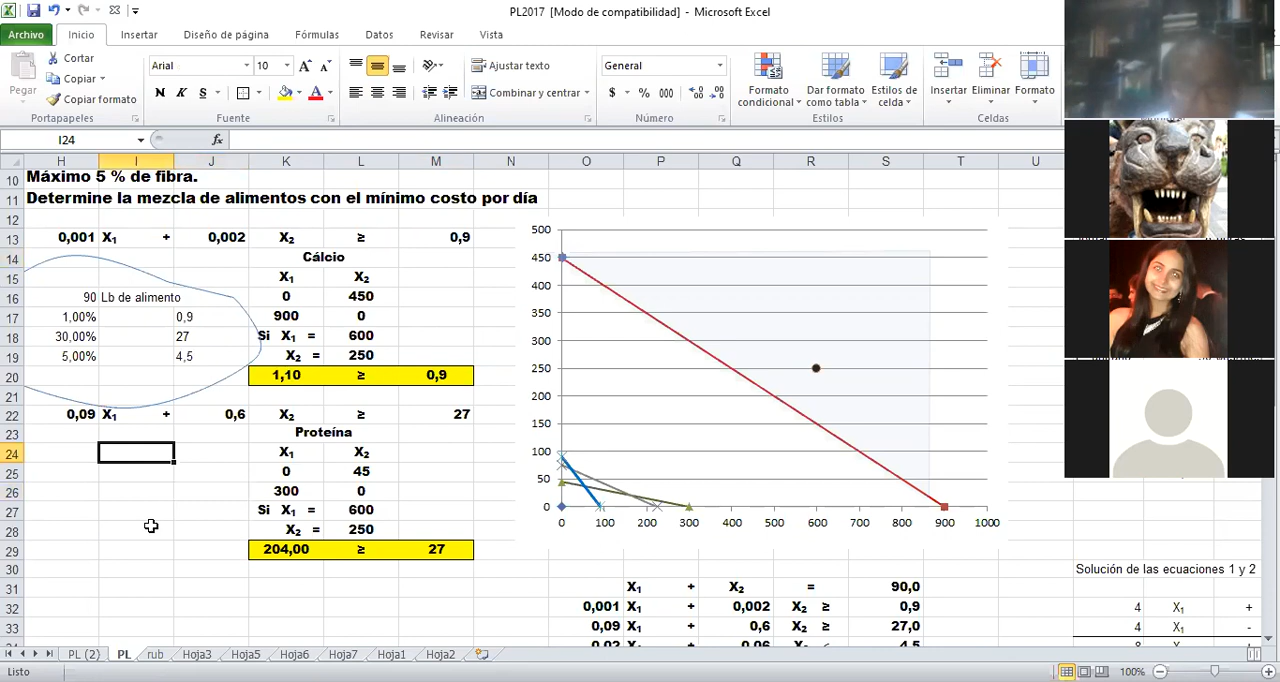 PL2017 [Modo de compatibilidad] - Microsoft Excel
Archivo Inicio Insertar Diseño de página Fórmulas Datos Revisar Vista
Pegar
Cortar
Copiar
Copiar formato
Portapapeles
Arial 10
N K S
Fuente
Ajustar texto
Combinar y centrar
Alineación
General
$ % 000
Número
Formato condicional
Dar formato como tabla
Estilos de celda
Estilos
Insertar Eliminar Formato
Celdas
I24 fx
H I J K L M N O P Q R S T U
10 Máximo 5 % de fibra.
11 Determine la mezcla de alimentos con el mínimo costo por día
12
13 0,001 X₁ + 0,002 X₂ ≥ 0,9
14 Cálcio
15 X₁ X₂
16 90 Lb de alimento 0 450
17 1,00% 0,9 900 0
18 30,00% 27 Si X₁ = 600
19 5,00% 4,5 X₂ = 250
20 1,10 ≥ 0,9
21
22 0,09 X₁ + 0,6 X₂ ≥ 27
23 Proteína
24 X₁ X₂
25 0 45
26 300 0
27 Si X₁ = 600
28 X₂ = 250
29 204,00 ≥ 27
500
450
400
350
300
250
200
150
100
50
0
0 100 200 300 400 500 600 700 800 900 1000
30 Solución de las ecuaciones 1 y 2
31 X₁ + X₂ = 90,0
32 0,001 X₁ + 0,002 X₂ ≥ 0,9 4 X₁ +
33 0,09 X₁ + 0,6 X₂ ≥ 27,0 4 X₁ -
PL (2) PL rub Hoja3 Hoja5 Hoja6 Hoja7 Hoja1 Hoja2
Listo 100%